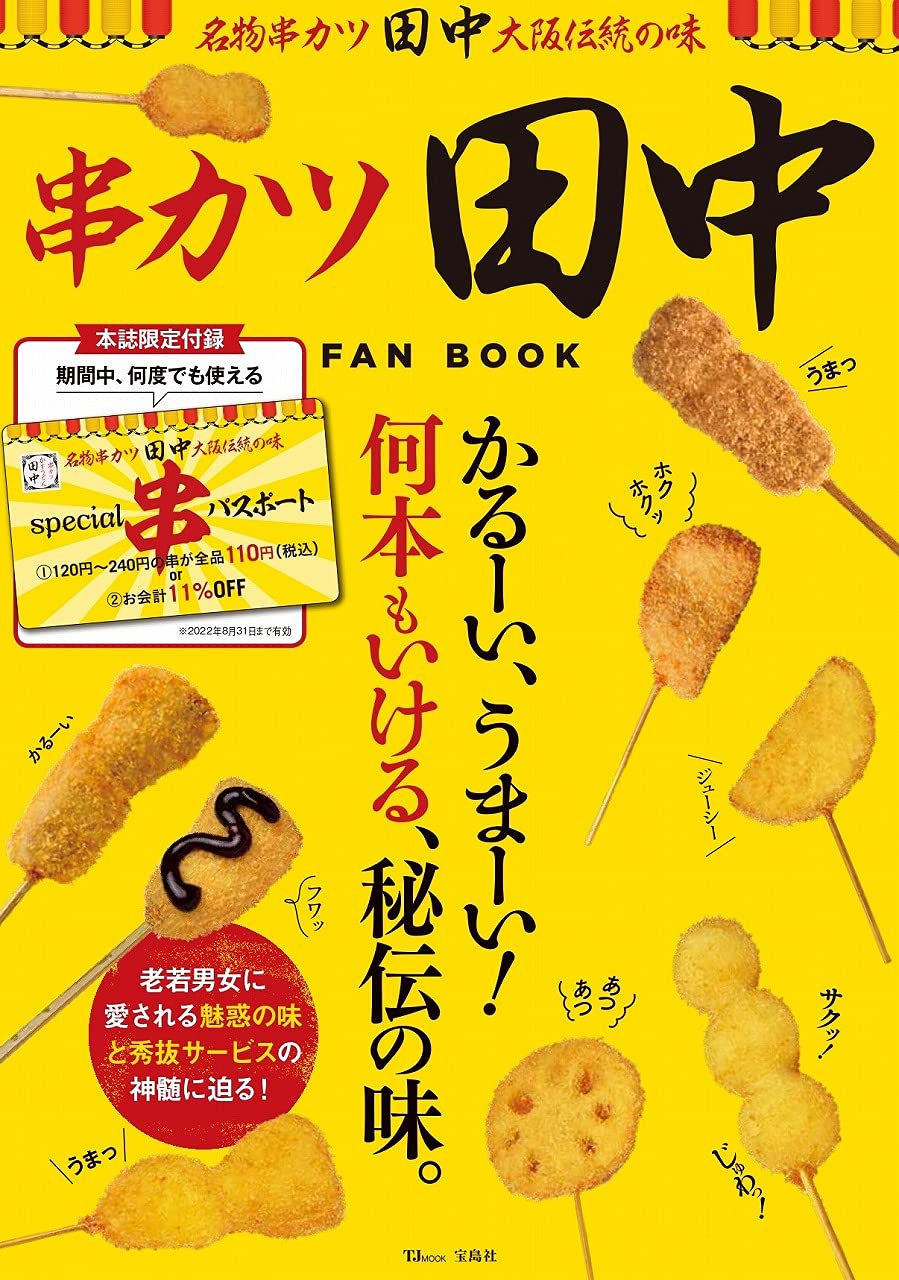 名物串カツ 田中 大阪伝統の味
串カツ 田中
FAN BOOK
本誌限定付録
期間中、何度でも使える
名物串カツ 田中 大阪伝統の味
田中
special 串 パスポート
①120円～240円の串が全品110円(税込)
or
②お会計11%OFF
※2022年8月31日まで有効
かるーい、うまーい!
何本もいける、秘伝の味。
うまっ
ホクッ
ホクッ
ジューシー
かるーい
フワッ
老若男女に
愛される魅惑の味
と秀抜サービスの
神髄に迫る!
あつ
あつ
サクッ!
じゅわっ!
うまっ
TJ MOOK 宝島社